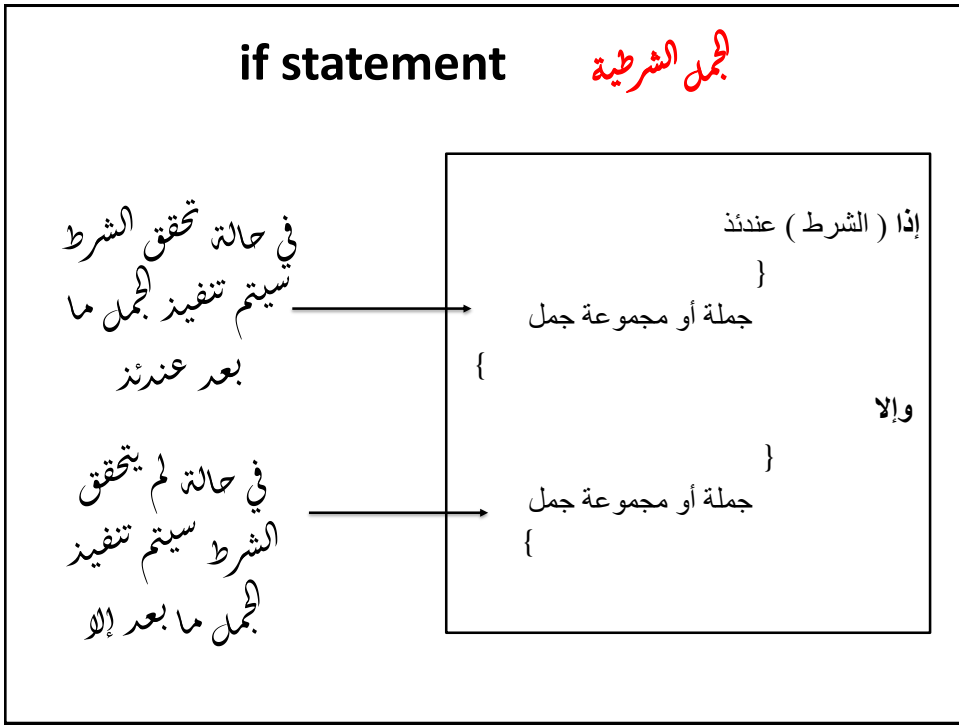 if statement الجمل الشرطية
إذا ( الشرط ) عندئذ
}
جملة أو مجموعة جمل
{
وإلا
}
جملة أو مجموعة جمل
{
في حالة تحقق الشرط
سيتم تنفيذ الجمل ما
بعد عندئذ
في حالة لم يتحقق
الشرط سيتم تنفيذ
الجمل ما بعد إلا